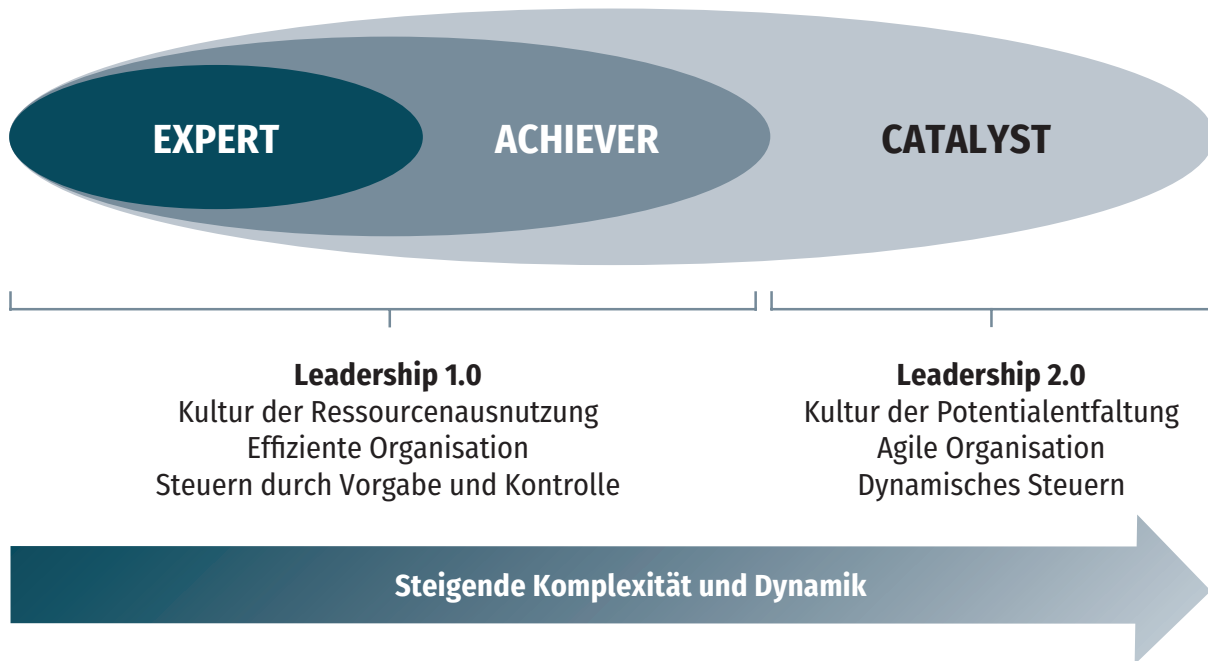 EXPERT
ACHIEVER
CATALYST
Leadership 1.0
Kultur der Ressourcenausnutzung
Effiziente Organisation
Steuern durch Vorgabe und Kontrolle
Leadership 2.0
Kultur der Potentialentfaltung
Agile Organisation
Dynamisches Steuern
Steigende Komplexität und Dynamik